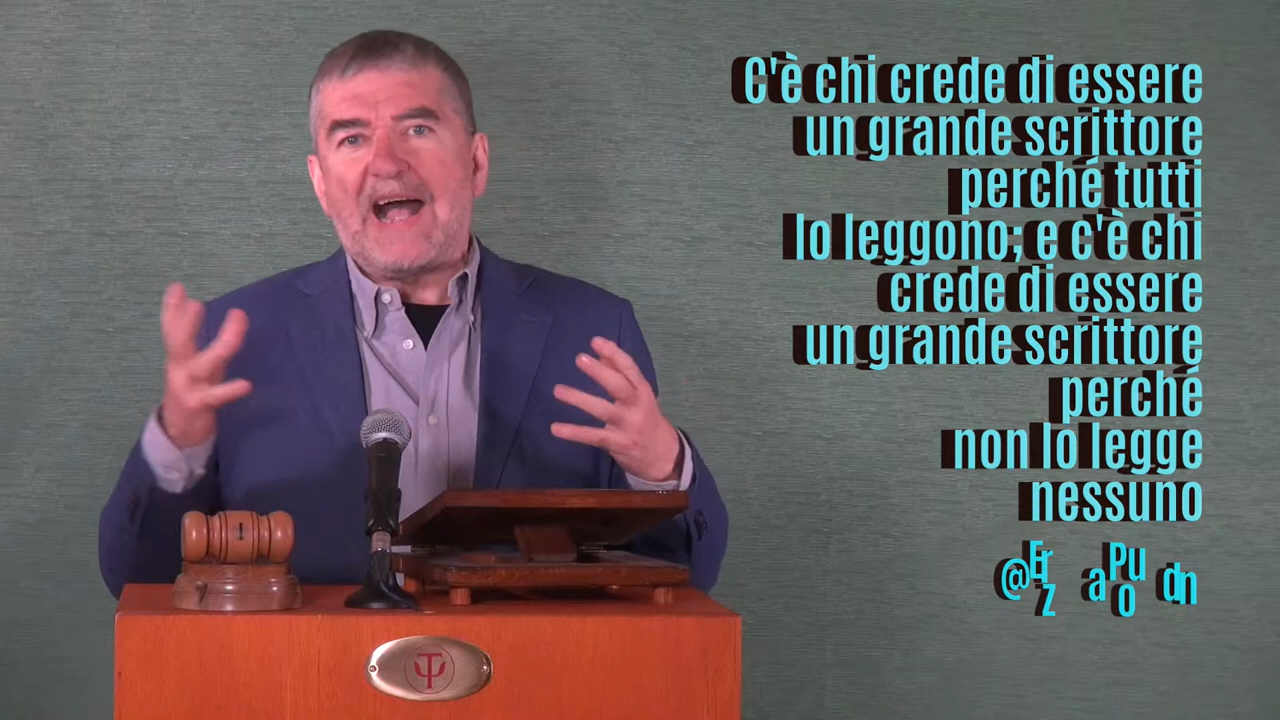 C'è chi crede di essere
un grande scrittore
perché tutti
lo leggono; e c'è chi
crede di essere
un grande scrittore
perché
non lo legge
nessuno